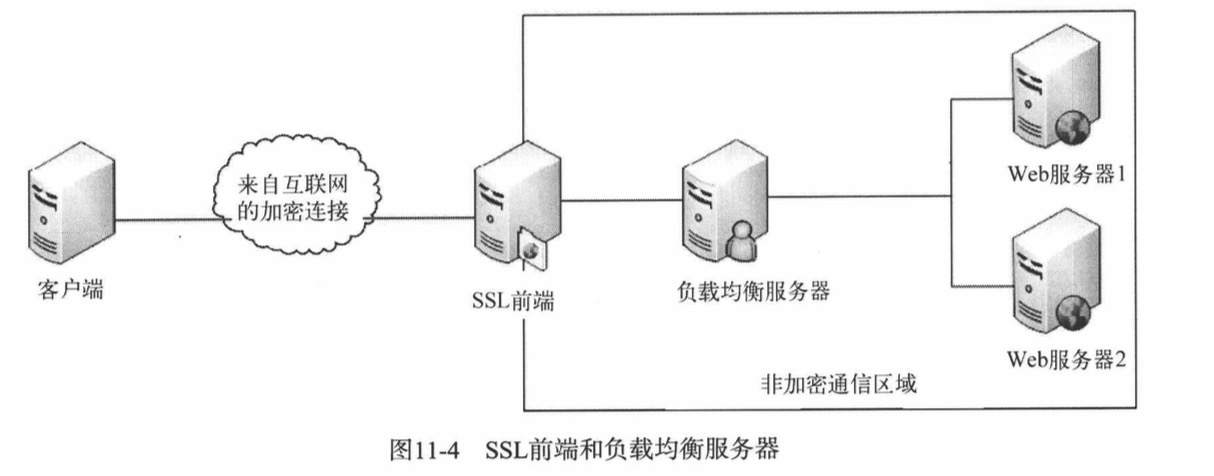 来自互联网
的加密连接
客户端
SSL前端
负载均衡服务器
Web服务器1
Web服务器2
非加密通信区域
图11-4 SSL前端和负载均衡服务器